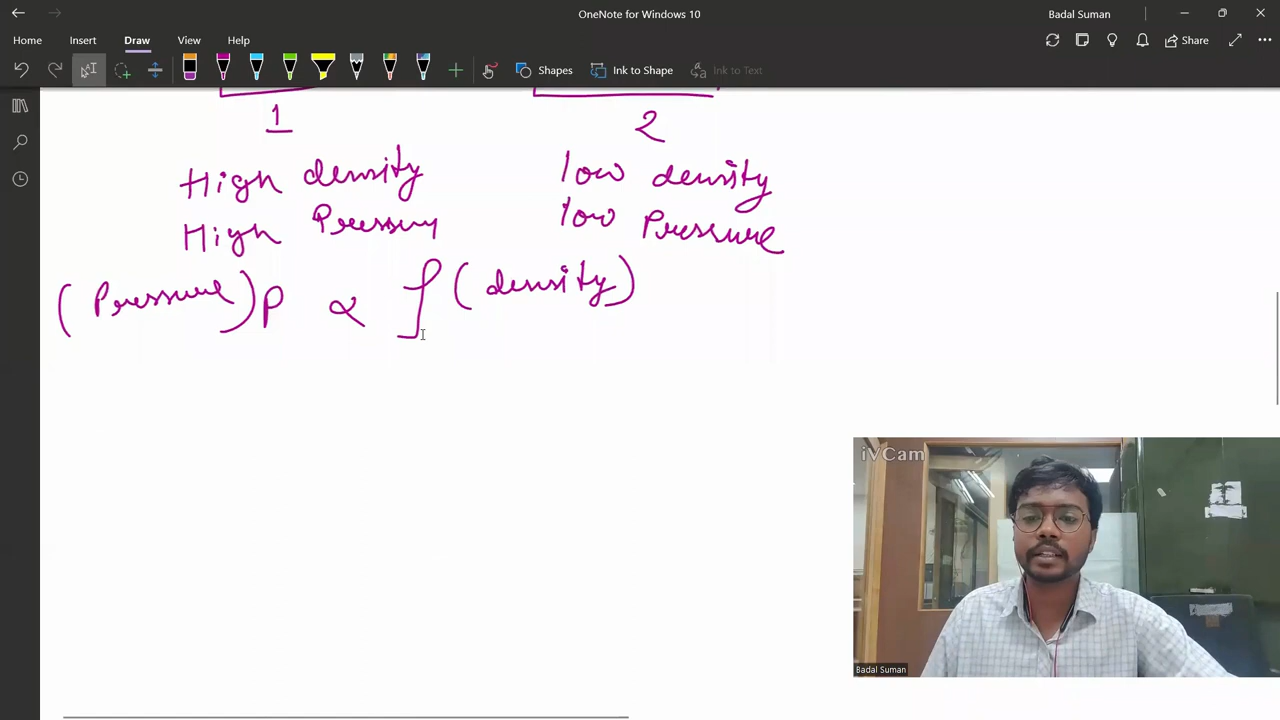 OneNote for Windows 10
Badal Suman
Home Insert Draw View Help
Share
Shapes
Ink to Shape
Ink to Text
1
2
High density
low density
High Pressur
low Pressure
(Pressure) P ∝ ρ (density)
iVCam
Badal Suman